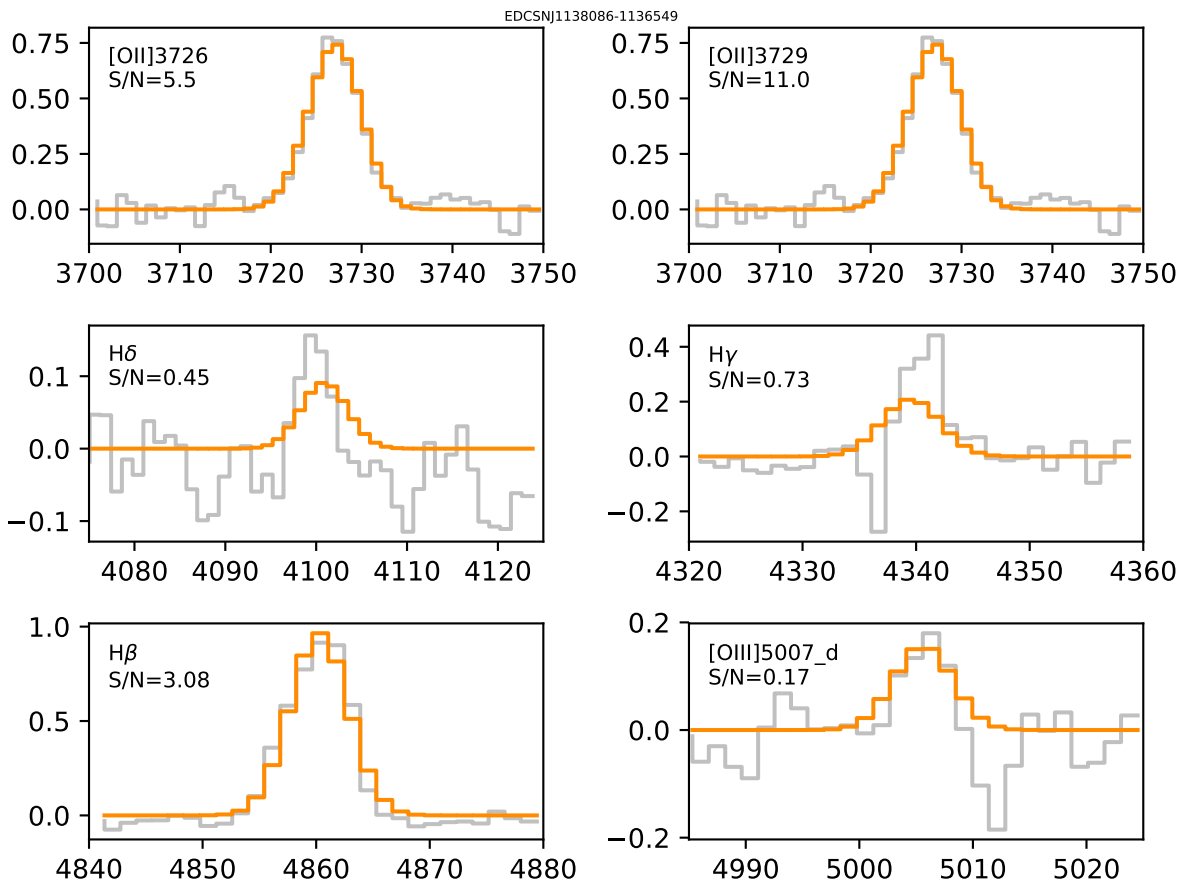 EDCSNJ1138086-1136549
[OII]3726
S/N=5.5
0.75
0.50
0.25
0.00
3700 3710 3720 3730 3740 3750
[OII]3729
S/N=11.0
0.75
0.50
0.25
0.00
3700 3710 3720 3730 3740 3750
Hδ
S/N=0.45
0.1
0.0
−0.1
4080 4090 4100 4110 4120
Hγ
S/N=0.73
0.4
0.2
0.0
−0.2
4320 4330 4340 4350 4360
Hβ
S/N=3.08
1.0
0.5
0.0
4840 4850 4860 4870 4880
[OIII]5007_d
S/N=0.17
0.2
0.0
−0.2
4990 5000 5010 5020